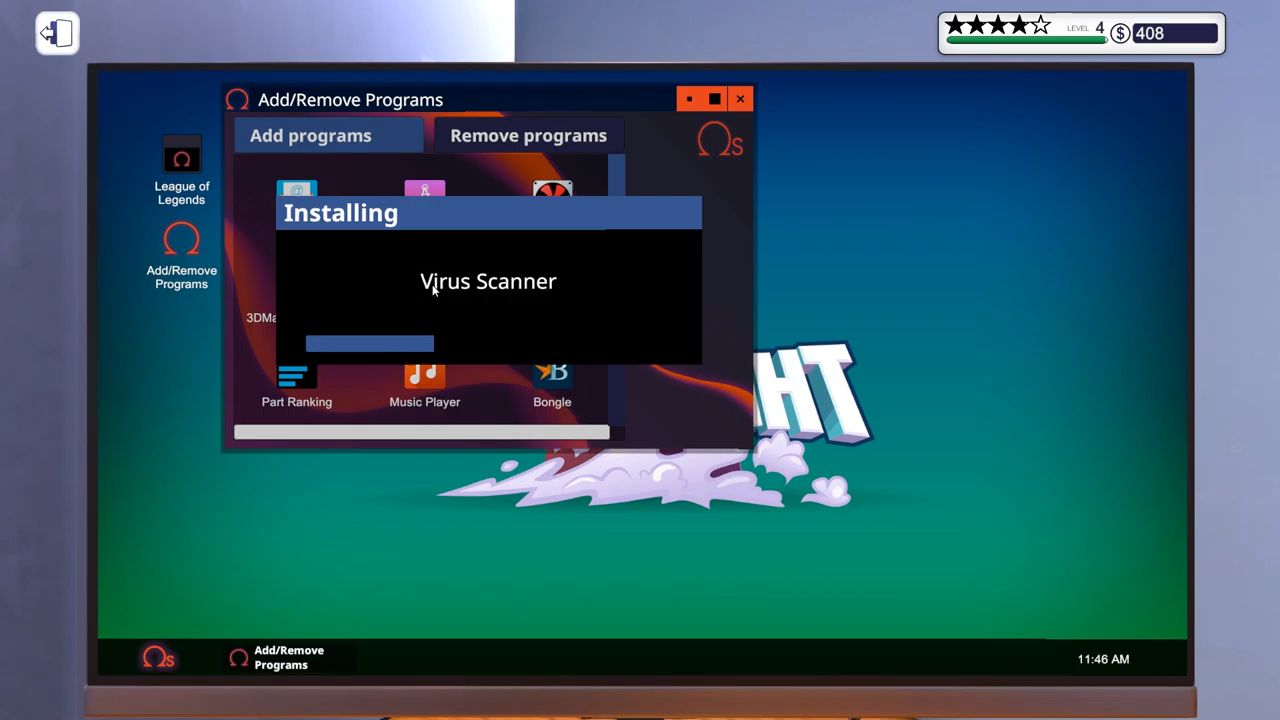 LEVEL 4
$ 408
Add/Remove Programs
Add programs
Remove programs
S
League of
Legends
Installing
Add/Remove
Programs
Virus Scanner
3DMa
HT
Part Ranking
Music Player
Bongle
S
Add/Remove
Programs
11:46 AM